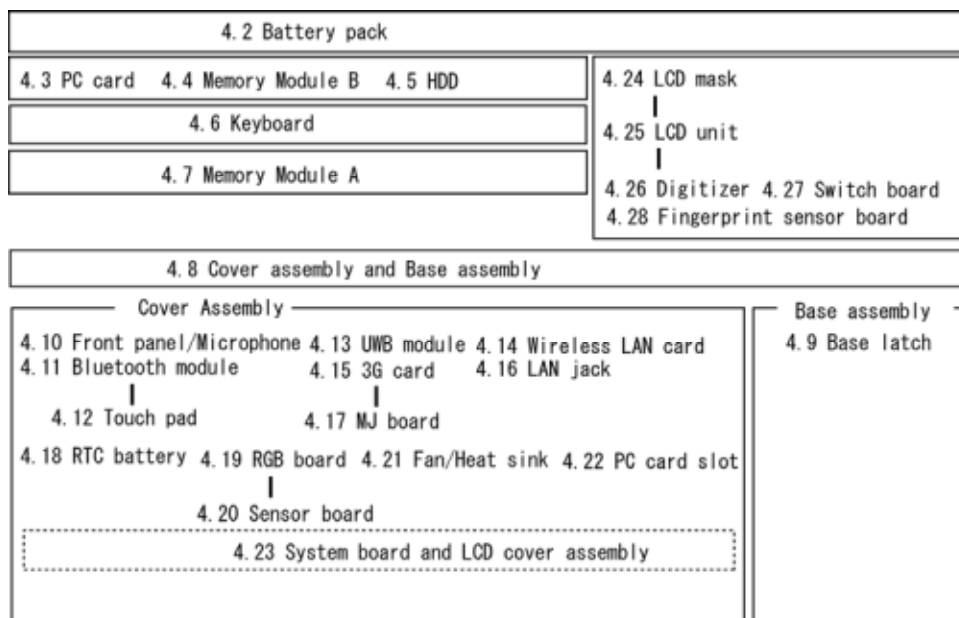 4.2 Battery pack
4.3 PC card 4.4 Memory Module B 4.5 HDD
4.6 Keyboard
4.7 Memory Module A
4.24 LCD mask
4.25 LCD unit
4.26 Digitizer 4.27 Switch board
4.28 Fingerprint sensor board
4.8 Cover assembly and Base assembly
Cover Assembly
4.10 Front panel/Microphone 4.13 UWB module 4.14 Wireless LAN card
4.11 Bluetooth module 4.15 3G card 4.16 LAN jack
4.12 Touch pad 4.17 MJ board
4.18 RTC battery 4.19 RGB board 4.21 Fan/Heat sink 4.22 PC card slot
4.20 Sensor board
4.23 System board and LCD cover assembly
Base assembly
4.9 Base latch